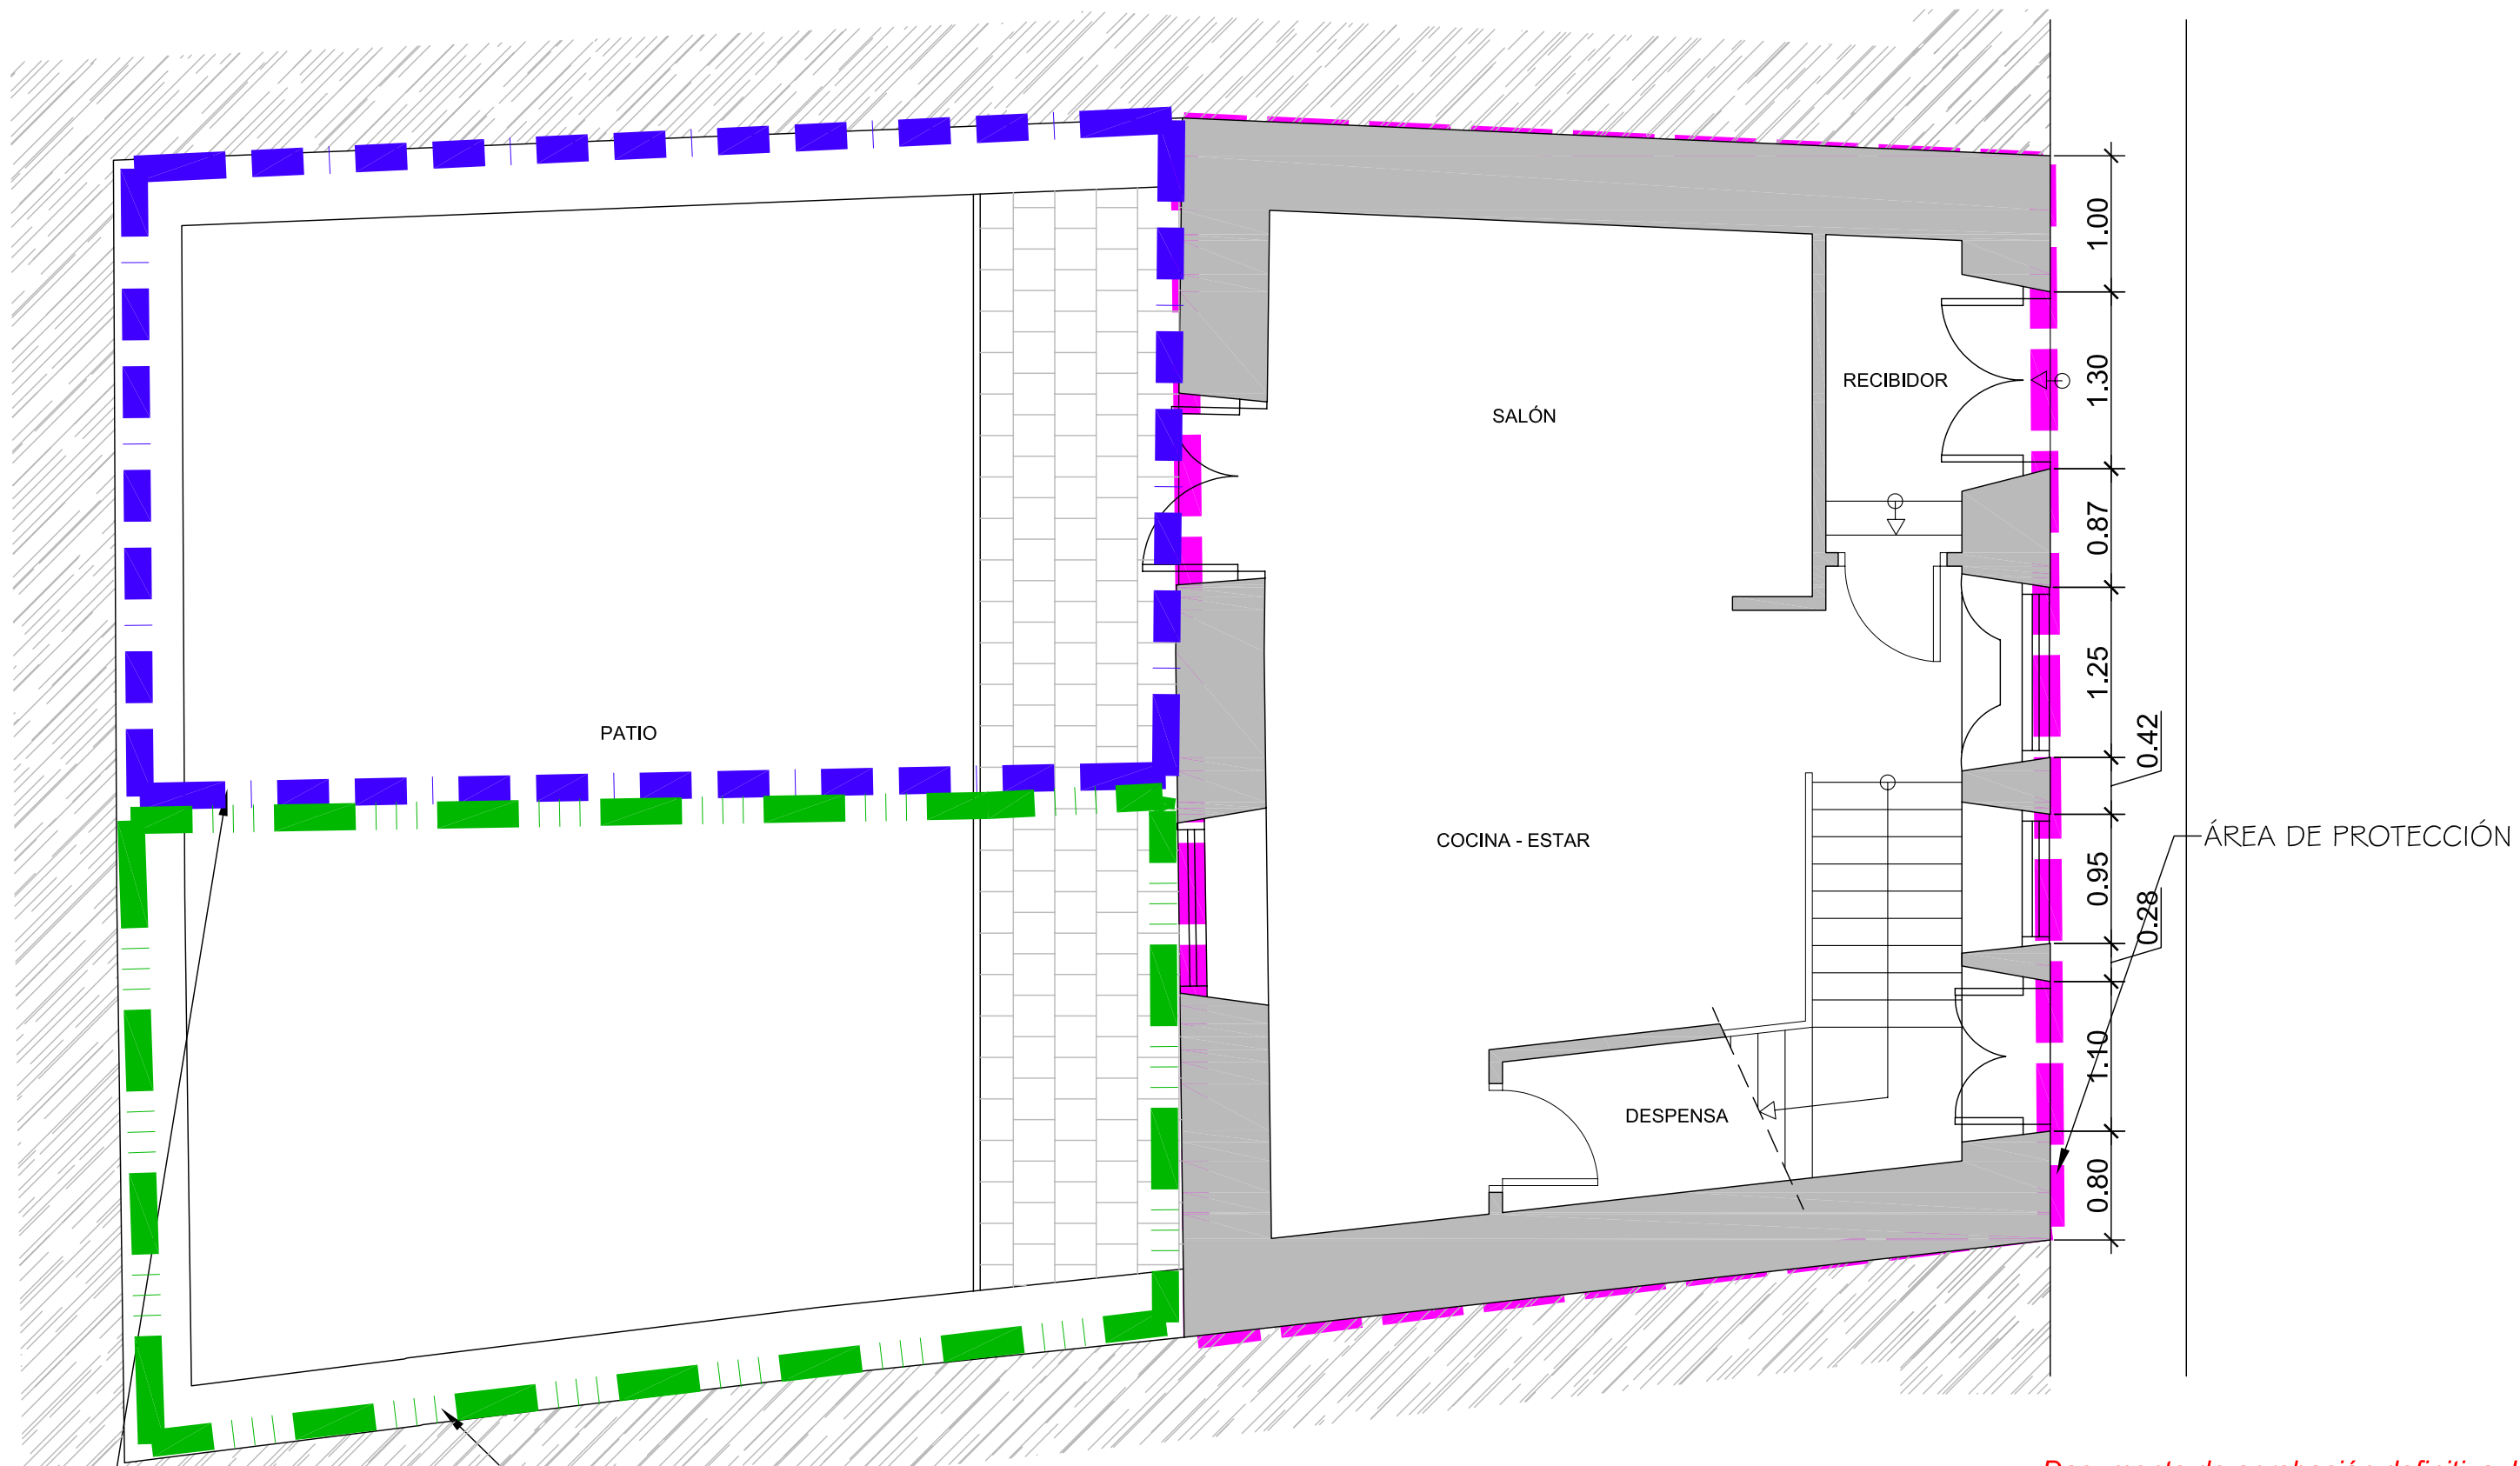 1.00
1.30
RECIBIDOR
SALÓN
0.87
1.25
0.42
PATIO
COCINA - ESTAR
ÁREA DE PROTECCIÓN
0.95
0.28
1.10
DESPENSA
0.80